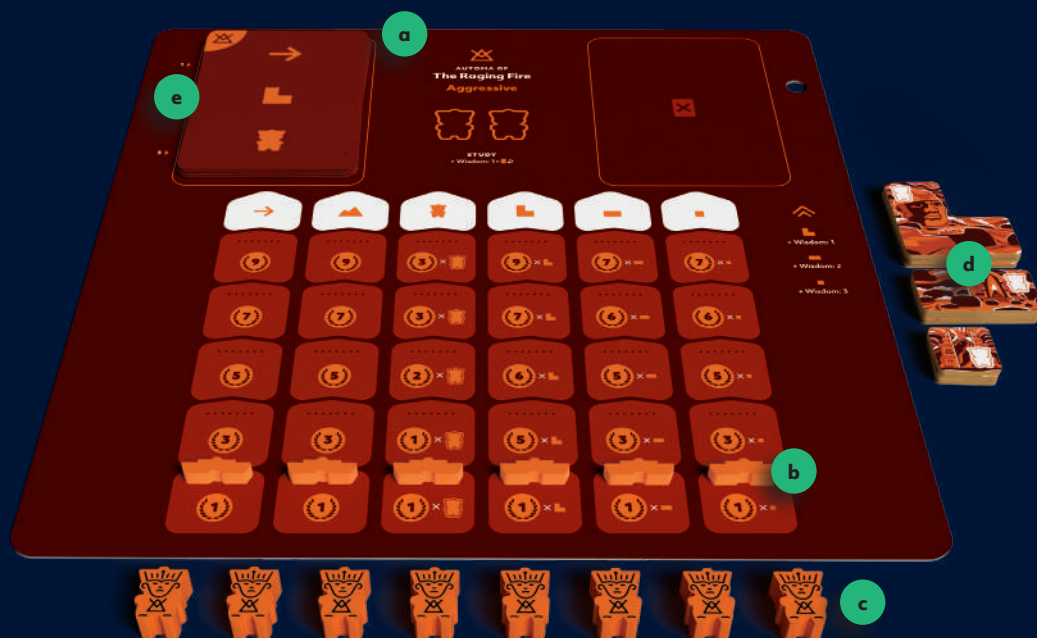 a
AUTOMA OF
The Raging Fire
Aggressive
e
STUDY
+ Wisdom: 1+
9 9 3 × 9 × 7 × 7 ×
+ Wisdom: 1
+ Wisdom: 2
+ Wisdom: 3
d
7 7 3 × 7 × 6 × 6 ×
5 5 2 × 6 × 5 × 5 ×
3 3 1 × 5 × 3 × 3 ×
b
1 1 1 × 1 × 1 × 1 ×
c